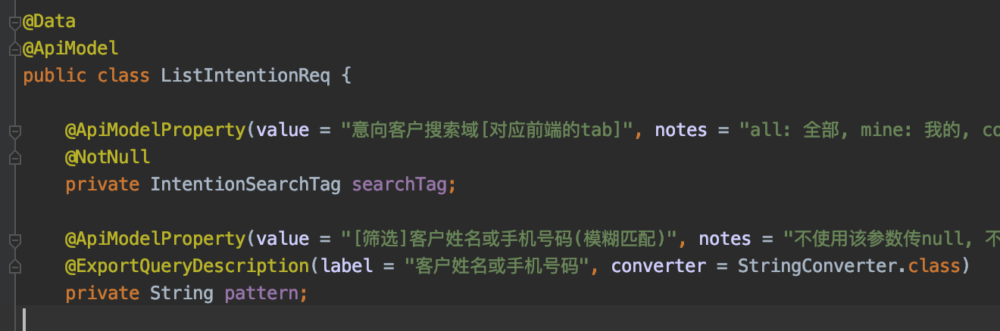 @Data
@ApiModel
public class ListIntentionReq {
@ApiModelProperty(value = "意向客户搜索域[对应前端的tab]", notes = "all: 全部, mine: 我的, co
@NotNull
private IntentionSearchTag searchTag;
@ApiModelProperty(value = "[筛选]客户姓名或手机号码(模糊匹配)", notes = "不使用该参数传null, 不
@ExportQueryDescription(label = "客户姓名或手机号码", converter = StringConverter.class)
private String pattern;